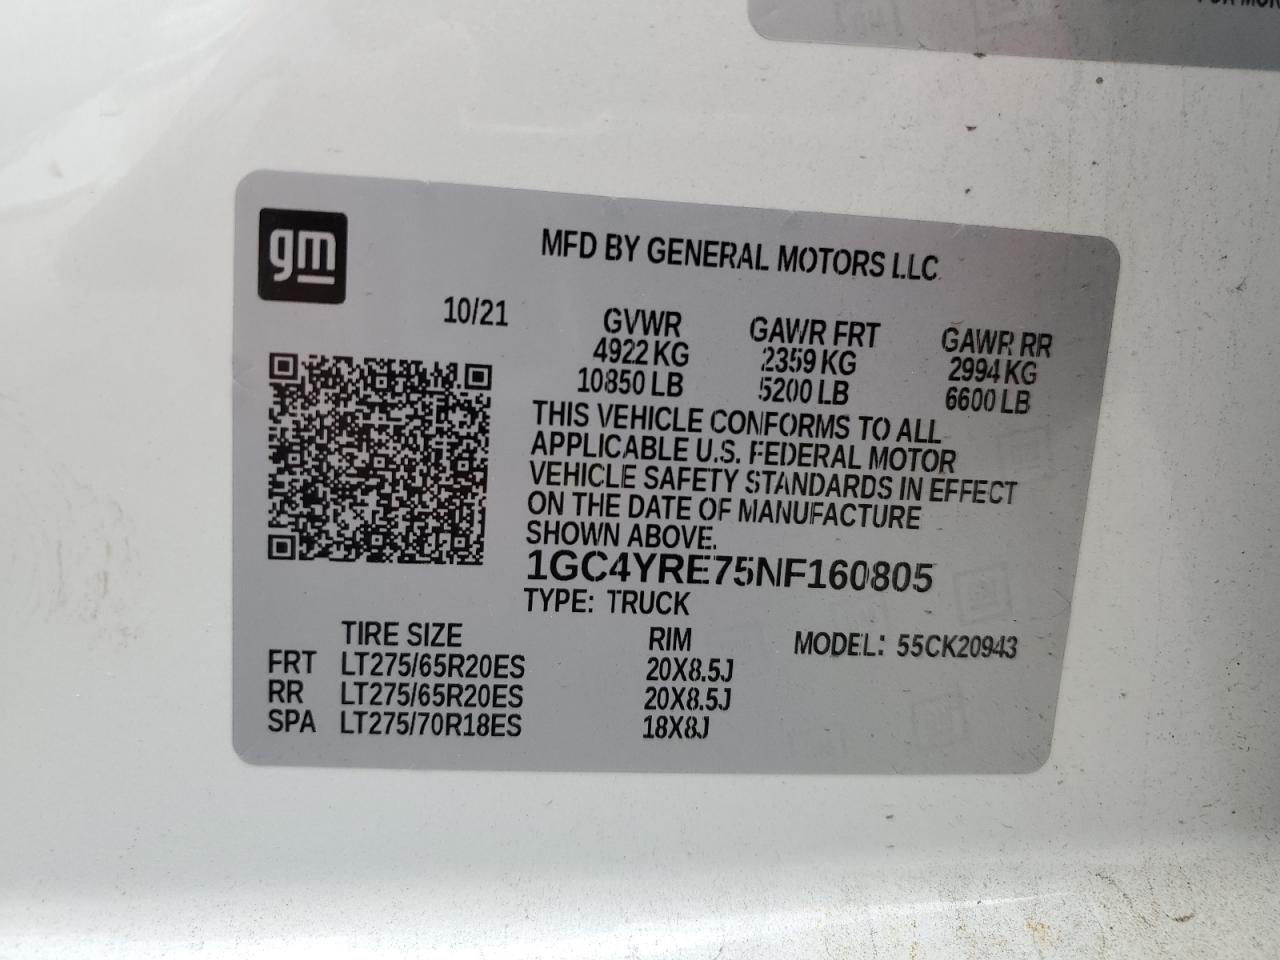 gm
MFD BY GENERAL MOTORS LLC
10/21
GVWR GAWR FRT GAWR RR
4922 KG 2359 KG 2994 KG
10850 LB 5200 LB 6600 LB
THIS VEHICLE CONFORMS TO ALL
APPLICABLE U.S. FEDERAL MOTOR
VEHICLE SAFETY STANDARDS IN EFFECT
ON THE DATE OF MANUFACTURE
SHOWN ABOVE.
1GC4YRE75NF160805
TYPE: TRUCK
TIRE SIZE RIM MODEL: 55CK20943
FRT LT275/65R20ES 20X8.5J
RR LT275/65R20ES 20X8.5J
SPA LT275/70R18ES 18X8J